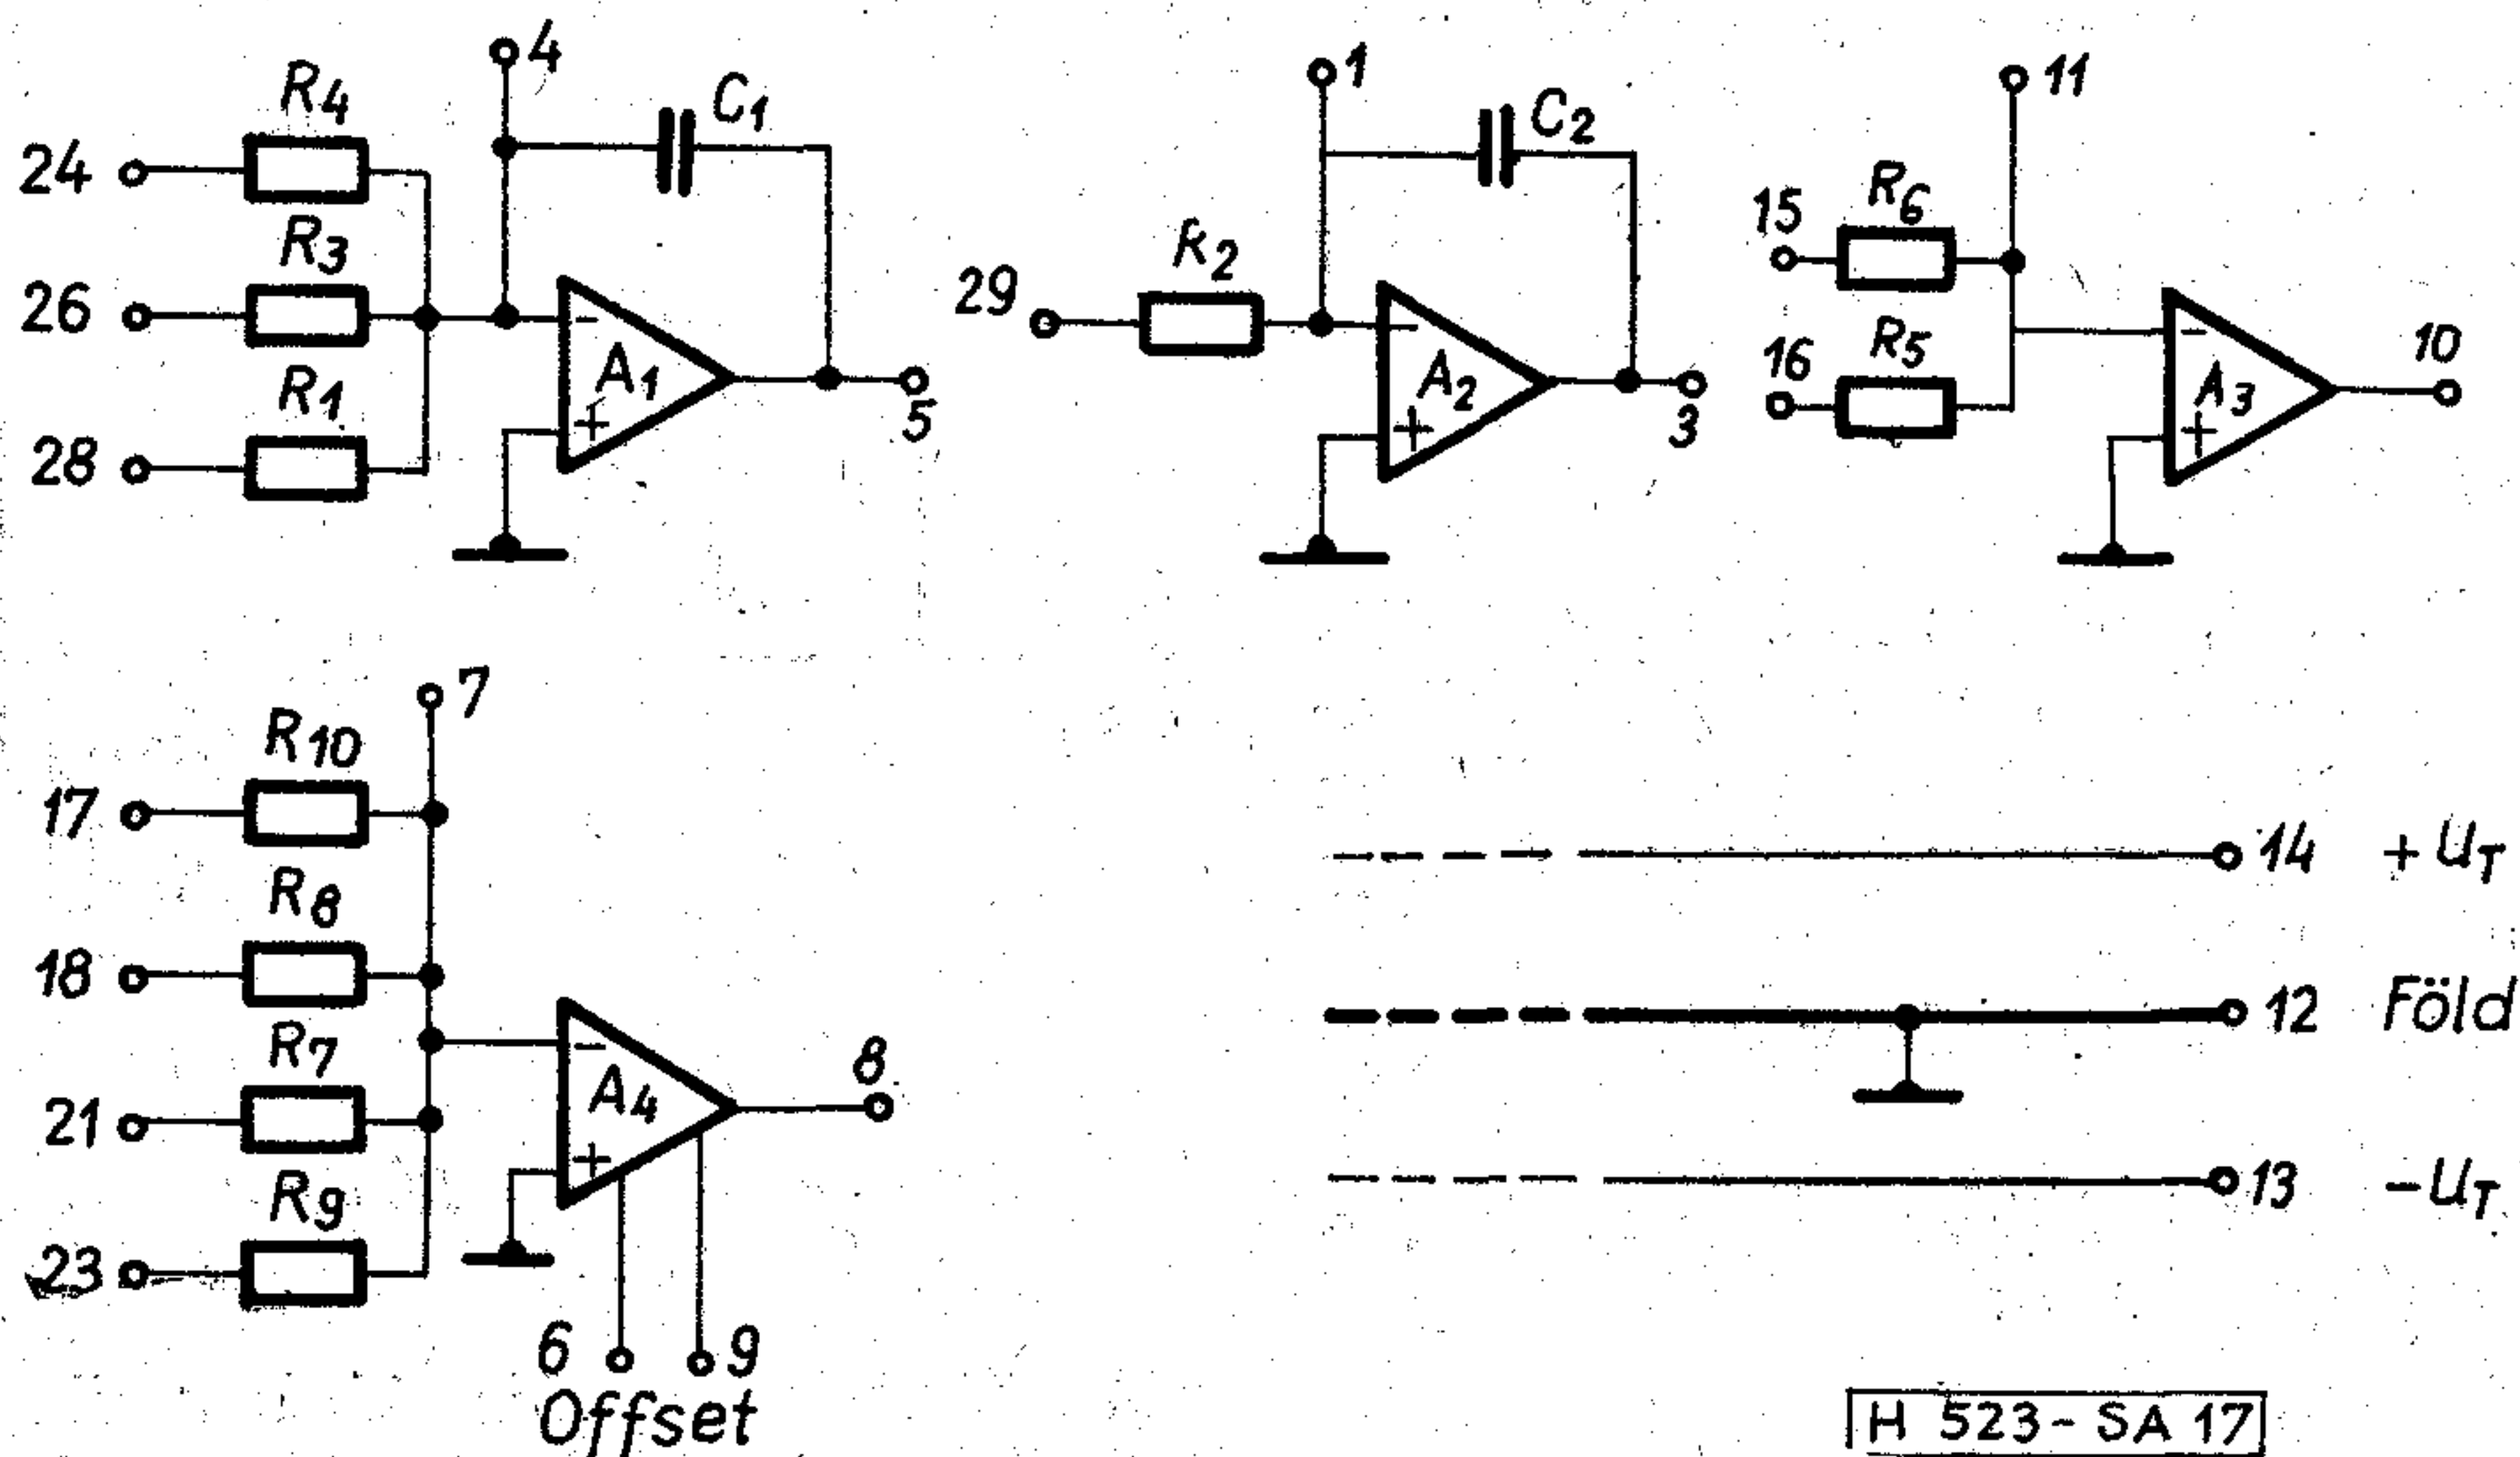 4
R4
C1
24
R3
26
A1
- +
R1
28
5
1
C2
R2
29
A2
- +
3
11
15
R6
16
R5
A3
- +
10
7
R10
17
R8
18
R7
21
R9
23
A4
- +
8
6 9
Offset
14 + UT
12 Föld
13 - UT
H 523-SA 17